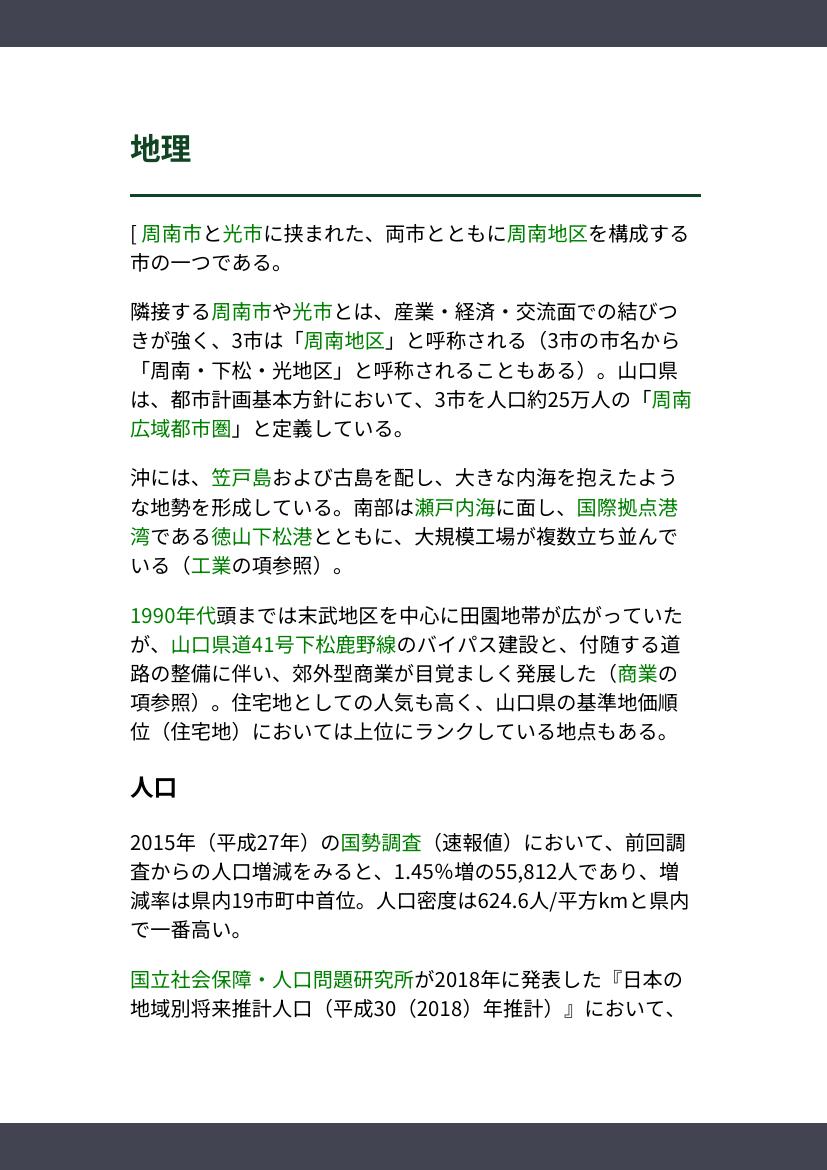 地理
[ 周南市と光市に挟まれた、両市とともに周南地区を構成する
市の一つである。
隣接する周南市や光市とは、産業・経済・交流面での結びつ
きが強く、3市は「周南地区」と呼称される（3市の市名から
「周南・下松・光地区」と呼称されることもある）。山口県
は、都市計画基本方針において、3市を人口約25万人の「周南
広域都市圏」と定義している。
沖には、笠戸島および古島を配し、大きな内海を抱えたよう
な地勢を形成している。南部は瀬戸内海に面し、国際拠点港
湾である徳山下松港とともに、大規模工場が複数立ち並んで
いる（工業の項参照）。
1990年代頭までは末武地区を中心に田園地帯が広がっていた
が、山口県道41号下松鹿野線のバイパス建設と、付随する道
路の整備に伴い、郊外型商業が目覚ましく発展した（商業の
項参照）。住宅地としての人気も高く、山口県の基準地価順
位（住宅地）においては上位にランクしている地点もある。
人口
2015年（平成27年）の国勢調査（速報値）において、前回調
査からの人口増減をみると、1.45%増の55,812人であり、増
減率は県内19市町中首位。人口密度は624.6人/平方kmと県内
で一番高い。
国立社会保障・人口問題研究所が2018年に発表した『日本の
地域別将来推計人口（平成30（2018）年推計）』において、